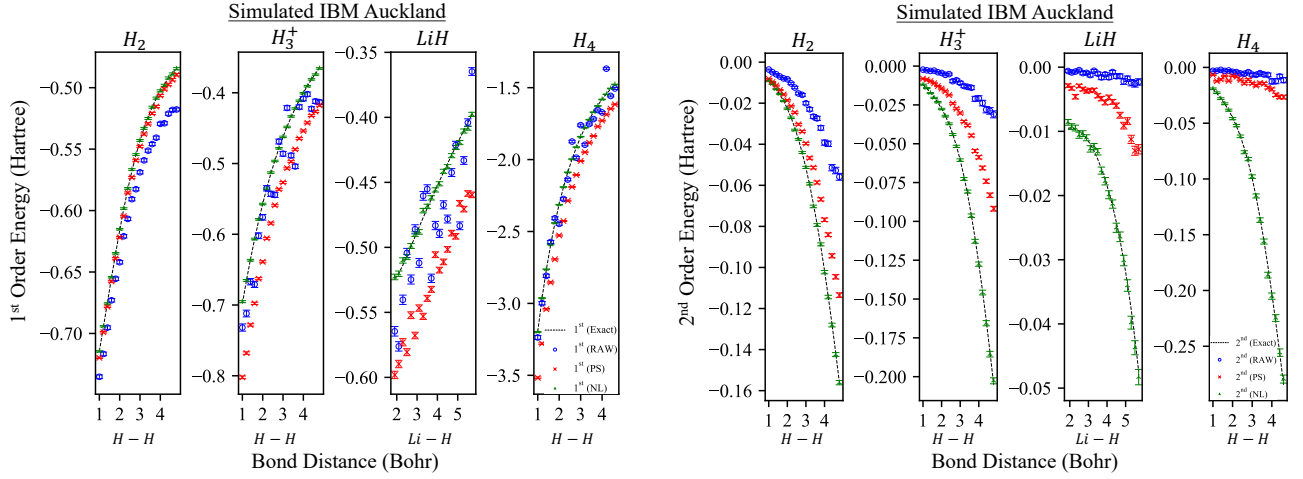 Simulated IBM Auckland
H₂ H₃⁺ LiH H₄
1ˢᵗ Order Energy (Hartree)
−0.50
−0.55
−0.60
−0.65
−0.70
−0.4
−0.5
−0.6
−0.7
−0.8
−0.35
−0.40
−0.45
−0.50
−0.55
−0.60
−1.5
−2.0
−2.5
−3.0
−3.5
1ˢᵗ (Exact)
1ˢᵗ (RAW)
1ˢᵗ (PS)
1ˢᵗ (NL)
1 2 3 4 1 2 3 4 2 3 4 5 1 2 3 4
H − H H − H Li − H H − H
Bond Distance (Bohr)
Simulated IBM Auckland
H₂ H₃⁺ LiH H₄
2ⁿᵈ Order Energy (Hartree)
0.00
−0.02
−0.04
−0.06
−0.08
−0.10
−0.12
−0.14
−0.16
0.000
−0.025
−0.050
−0.075
−0.100
−0.125
−0.150
−0.175
−0.200
0.00
−0.01
−0.02
−0.03
−0.04
−0.05
0.00
−0.05
−0.10
−0.15
−0.20
−0.25
2ⁿᵈ (Exact)
2ⁿᵈ (RAW)
2ⁿᵈ (PS)
2ⁿᵈ (NL)
1 2 3 4 1 2 3 4 2 3 4 5 1 2 3 4
H − H H − H Li − H H − H
Bond Distance (Bohr)